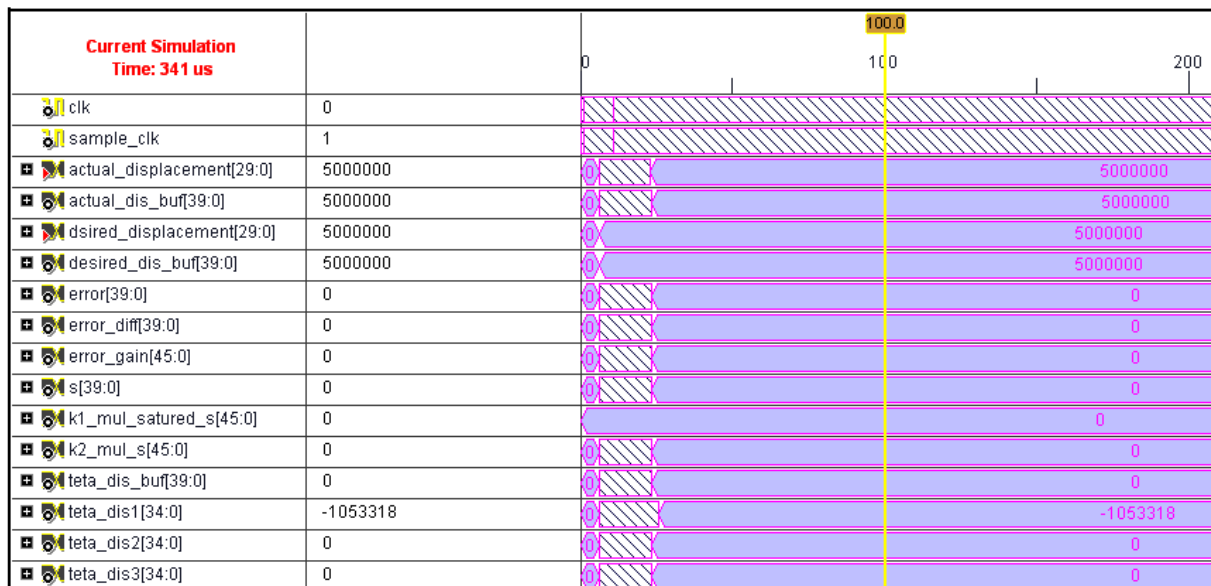 100.0
Current Simulation
Time: 341 us
0 100 200
clk 0
sample_clk 1
actual_displacement[29:0] 5000000 0 5000000
actual_dis_buf[39:0] 5000000 0 5000000
dsired_displacement[29:0] 5000000 0 5000000
desired_dis_buf[39:0] 5000000 0 5000000
error[39:0] 0 0 0
error_diff[39:0] 0 0 0
error_gain[45:0] 0 0 0
s[39:0] 0 0 0
k1_mul_satured_s[45:0] 0 0
k2_mul_s[45:0] 0 0 0
teta_dis_buf[39:0] 0 0 0
teta_dis1[34:0] -1053318 0 -1053318
teta_dis2[34:0] 0 0 0
teta_dis3[34:0] 0 0 0